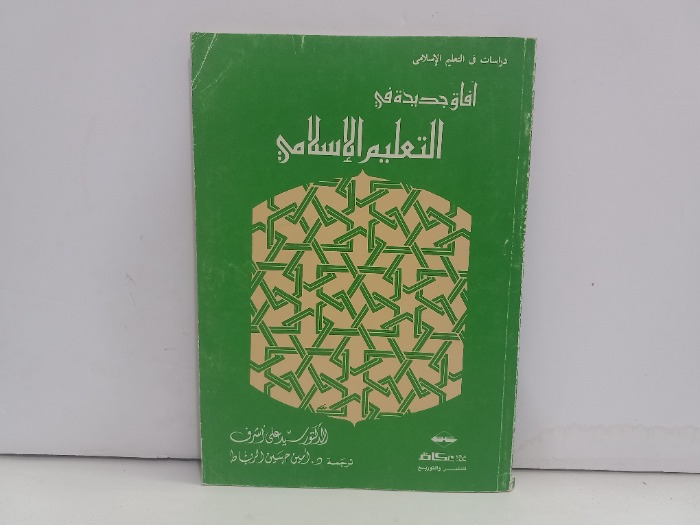 دراسات في التعليم الإسلامي
آفاق جديدة في
التعليم الإسلامي
الدكتور سيد علي أشرف
ترجمة د. أمين حسين الرباط
عكاظ
للنشر والتوزيع